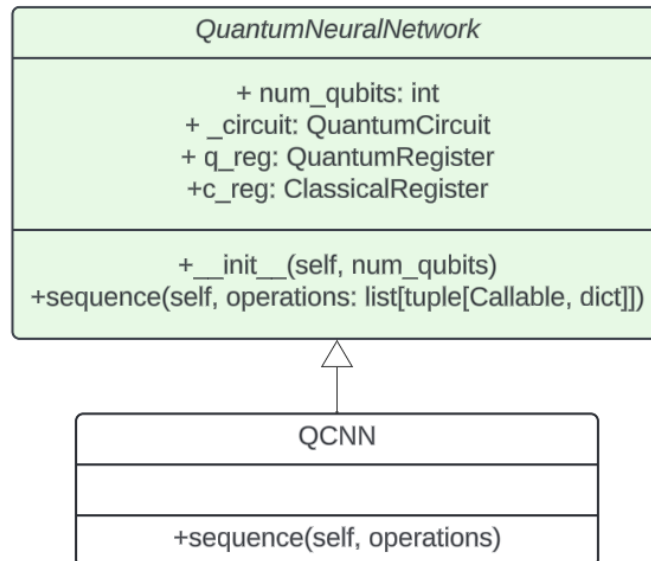 QuantumNeuralNetwork
+ num_qubits: int
+ _circuit: QuantumCircuit
+ q_reg: QuantumRegister
+c_reg: ClassicalRegister
+__init__(self, num_qubits)
+sequence(self, operations: list[tuple[Callable, dict]])
QCNN
+sequence(self, operations)